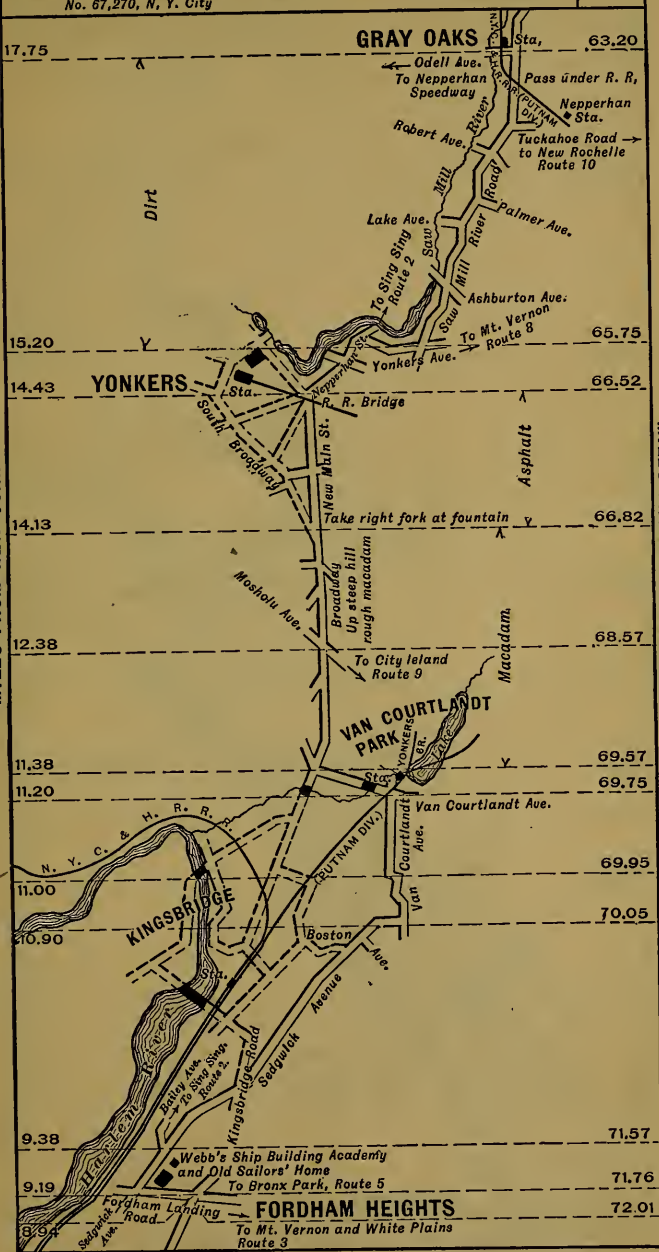 No. 67,270, N, Y. City
GRAY OAKS
Sta,
17.75
63.20
Odell Ave.
To Nepperhan
Speedway
N.Y.C. & H.R.R.R. (PUTNAM DIV.)
Pass under R. R,
Nepperhan
Sta.
Robert Ave.
Tuckahoe Road
to New Rochelle
Route 10
Dirt
Saw Mill River
Saw Mill River Road
Lake Ave.
Palmer Ave.
To Sing Sing
Route 2
Ashburton Ave.
To Mt. Vernon
Route 8
15.20
65.75
Nepperhan St.
Yonkers Ave.
YONKERS
Sta.
14.43
66.52
R. R. Bridge
South Broadway
New Main St.
Asphalt
Take right fork at fountain
14.13
66.82
Broadway
Up steep hill
rough macadam
Mosholu Ave.
12.38
68.57
To City Ieland
Route 9
Macadam
VAN COURTLANDT
PARK
YONKERS
BR.
Lake
11.38
69.57
Sta.
11.20
69.75
Van Courtlandt Ave.
N. Y. C. & H. R. R. R.
(PUTNAM DIV.)
Van Courtlandt Ave.
11.00
69.95
KINGSBRIDGE
10.90
70.05
Boston Ave.
Sta.
Sedgwick Avenue
Harlem River
Bailey Ave.
To Sing Sing,
Route 2.
Kingsbridge Road
9.38
71.57
Webb's Ship Building Academy
and Old Sailors' Home
To Bronx Park, Route 5
9.19
71.76
Fordham Landing
Road
FORDHAM HEIGHTS
8.94
72.01
Sedgwick
Ave.
To Mt. Vernon and White Plains
Route 3